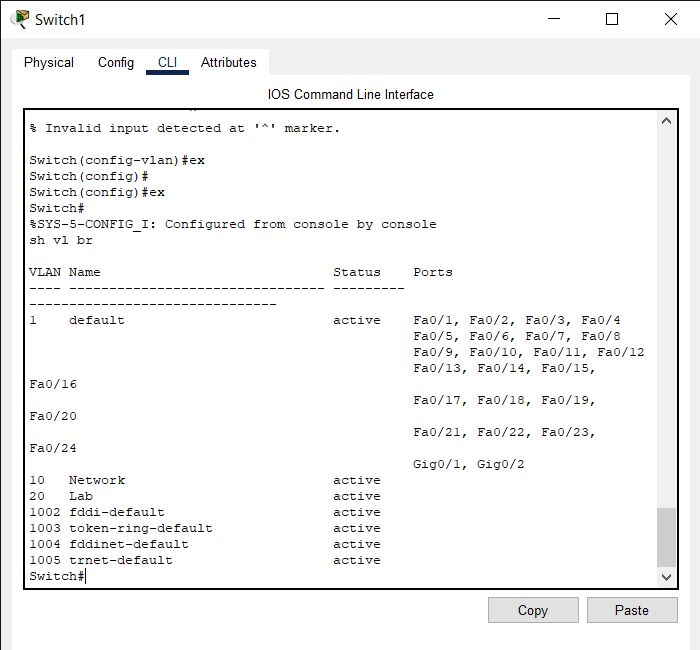 Switch1
Physical Config CLI Attributes
IOS Command Line Interface
^
% Invalid input detected at '^' marker.
Switch(config-vlan)#ex
Switch(config)#
Switch(config)#ex
Switch#
%SYS-5-CONFIG_I: Configured from console by console
sh vl br
VLAN Name                             Status    Ports
---- -------------------------------- --------- -------------------------------
1    default                          active    Fa0/1, Fa0/2, Fa0/3, Fa0/4
                                                Fa0/5, Fa0/6, Fa0/7, Fa0/8
                                                Fa0/9, Fa0/10, Fa0/11, Fa0/12
                                                Fa0/13, Fa0/14, Fa0/15,
Fa0/16
                                                Fa0/17, Fa0/18, Fa0/19,
Fa0/20
                                                Fa0/21, Fa0/22, Fa0/23,
Fa0/24
                                                Gig0/1, Gig0/2
10   Network                          active
20   Lab                              active
1002 fddi-default                     active
1003 token-ring-default               active
1004 fddinet-default                  active
1005 trnet-default                    active
Switch#
Copy Paste